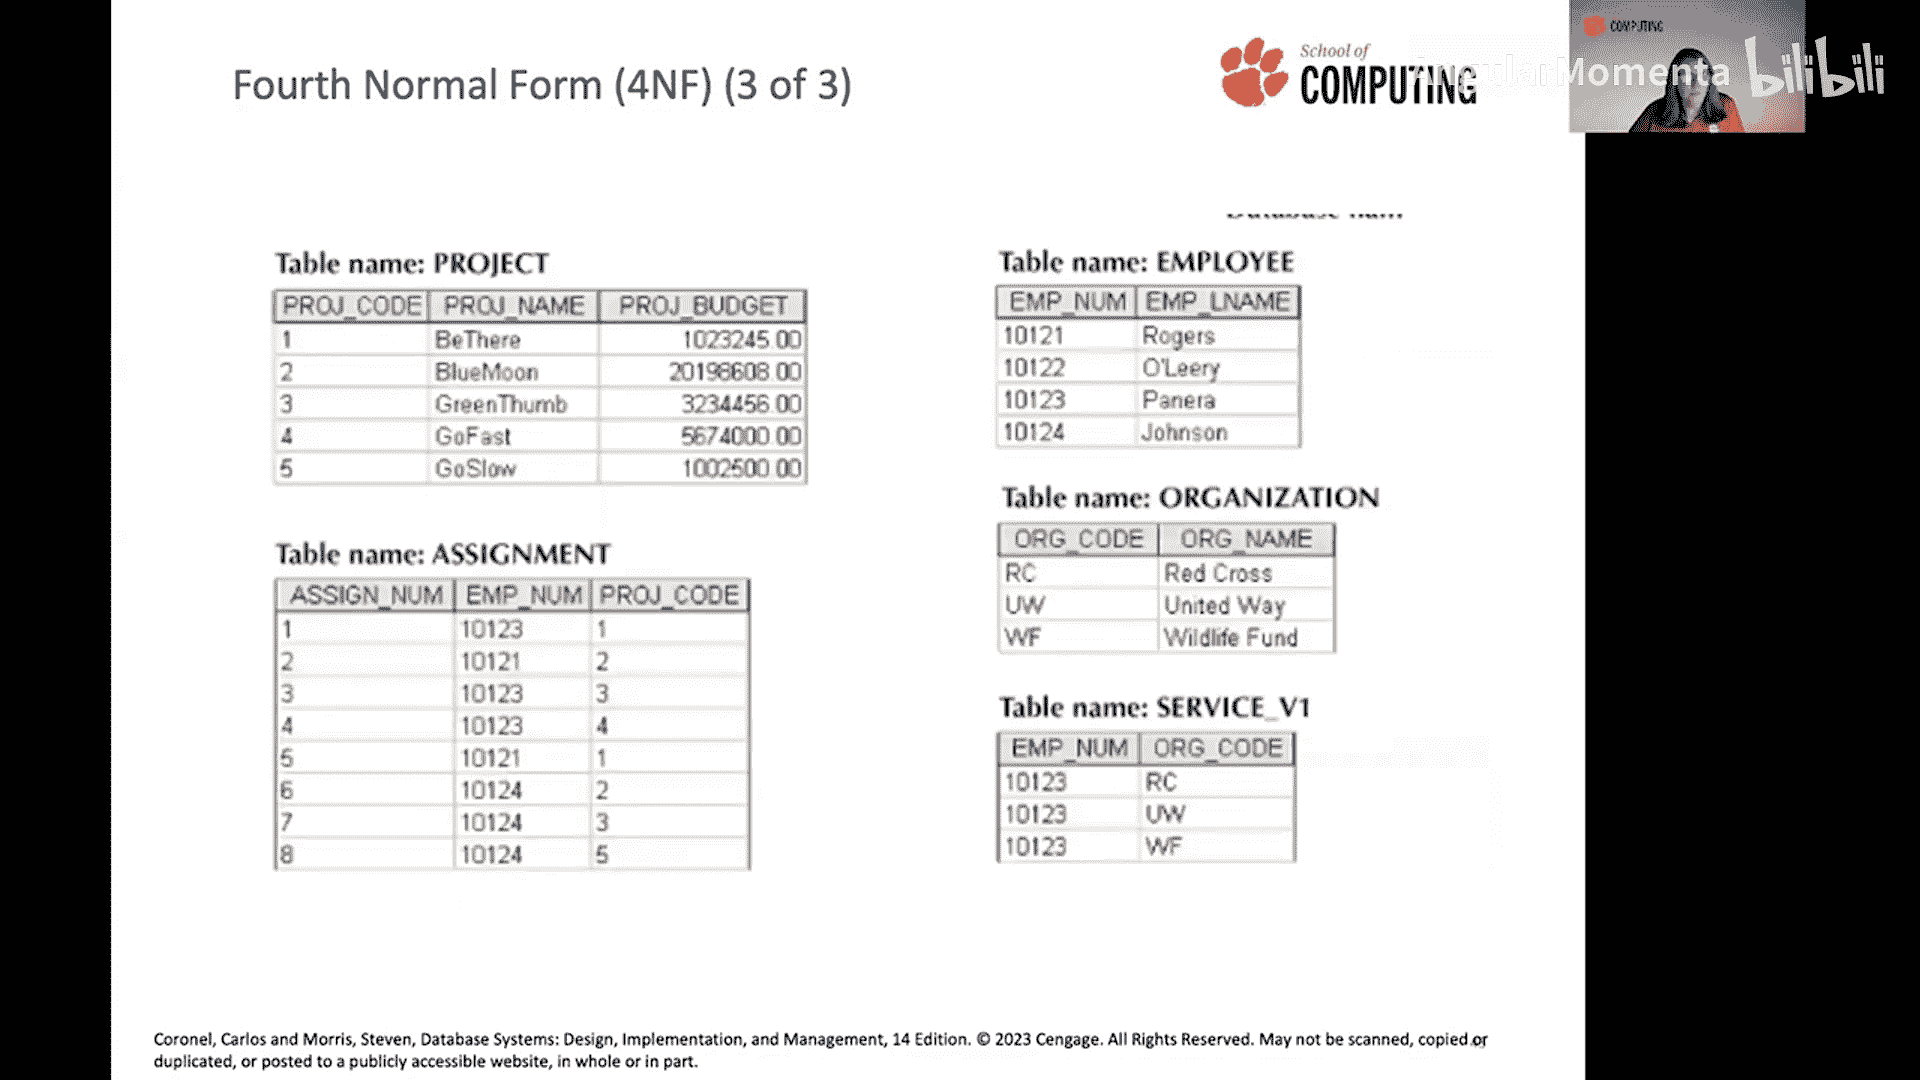 Fourth Normal Form (4NF) (3 of 3)
School of
COMPUTING
COMPUTING
AngularMomenta
bilibili
Table name: PROJECT
PROJ_CODE PROJ_NAME PROJ_BUDGET
1 BeThere 1023245.00
2 BlueMoon 20198608.00
3 GreenThumb 3234456.00
4 GoFast 5674000.00
5 GoSlow 1002500.00
Table name: ASSIGNMENT
ASSIGN_NUM EMP_NUM PROJ_CODE
1 10123 1
2 10121 2
3 10123 3
4 10123 4
5 10121 1
6 10124 2
7 10124 3
8 10124 5
Table name: EMPLOYEE
EMP_NUM EMP_LNAME
10121 Rogers
10122 O'Leery
10123 Panera
10124 Johnson
Table name: ORGANIZATION
ORG_CODE ORG_NAME
RC Red Cross
UW United Way
WF Wildlife Fund
Table name: SERVICE_V1
EMP_NUM ORG_CODE
10123 RC
10123 UW
10123 WF
Coronel, Carlos and Morris, Steven, Database Systems: Design, Implementation, and Management, 14 Edition. © 2023 Cengage. All Rights Reserved. May not be scanned, copied or
duplicated, or posted to a publicly accessible website, in whole or in part.